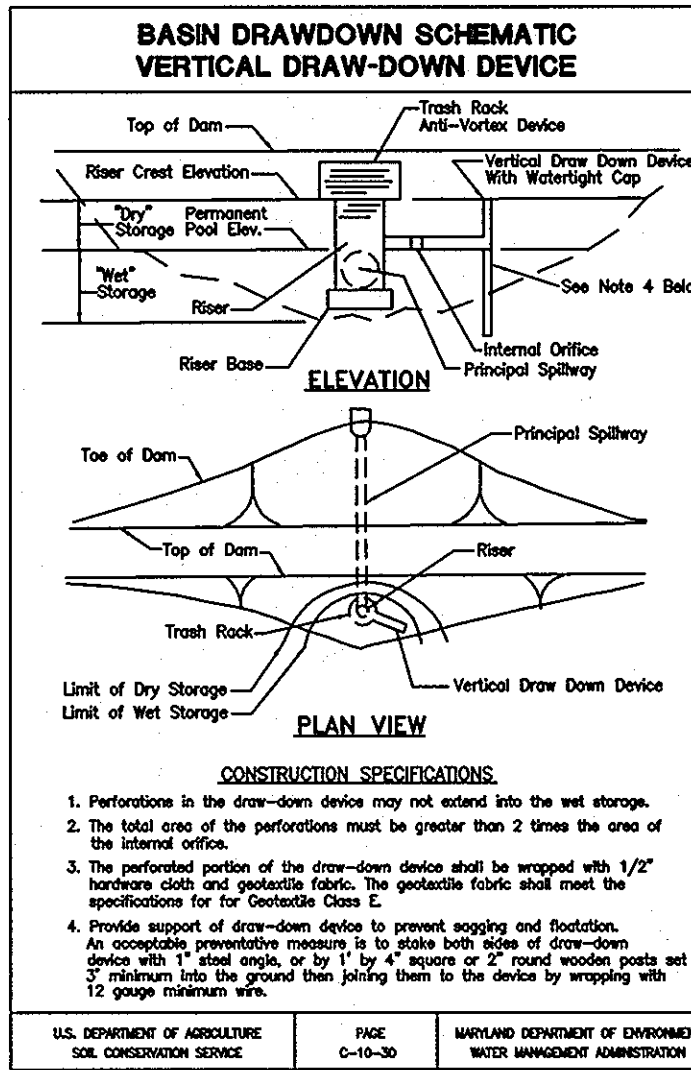 BASIN DRAWDOWN SCHEMATIC
VERTICAL DRAW-DOWN DEVICE
Trash Rack
Anti-Vortex Device
Top of Dam
Riser Crest Elevation
Vertical Draw Down Device
With Watertight Cap
"Dry" Storage
Permanent Pool Elev.
"Wet" Storage
See Note 4 Belo
Riser
Internal Orifice
Riser Base
Principal Spillway
ELEVATION
Principal Spillway
Toe of Dam
Top of Dam
Riser
Trash Rack
Limit of Dry Storage
Vertical Draw Down Device
Limit of Wet Storage
PLAN VIEW
CONSTRUCTION SPECIFICATIONS
1. Perforations in the draw-down device may not extend into the wet storage.
2. The total area of the perforations must be greater than 2 times the area of
the internal orifice.
3. The perforated portion of the draw-down device shall be wrapped with 1/2"
hardware cloth and geotextile fabric. The geotextile fabric shall meet the
specifications for for Geotextile Class E.
4. Provide support of draw-down device to prevent sagging and floatation.
An acceptable preventative measure is to stake both sides of draw-down
device with 1" steel angle, or by 1' by 4" square or 2" round wooden posts set
3' minimum into the ground then joining them to the device by wrapping with
12 gauge minimum wire.
U.S. DEPARTMENT OF AGRICULTURE
SOIL CONSERVATION SERVICE
PAGE
C-10-30
MARYLAND DEPARTMENT OF ENVIRONME
WATER MANAGEMENT ADMINISTRATION